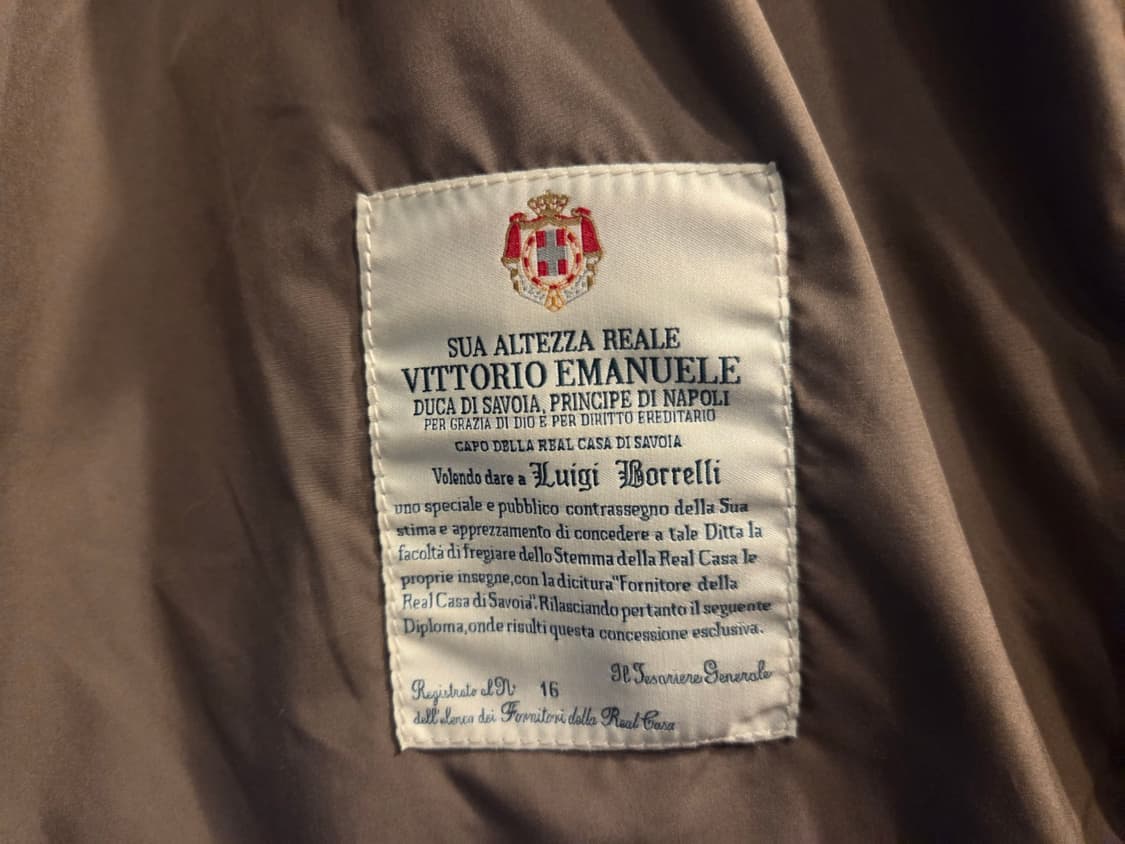 SUA ALTEZZA REALE
VITTORIO EMANUELE
DUCA DI SAVOIA, PRINCIPE DI NAPOLI
PER GRAZIA DI DIO E PER DIRITTO EREDITARIO
CAPO DELLA REAL CASA DI SAVOIA
Volendo dare a Luigi Borrelli
uno speciale e pubblico contrassegno della Sua
stima e apprezzamento di concedere a tale Ditta la
facoltà di fregiare dello Stemma della Real Casa le
proprie insegne,con la dicitura"Fornitore della
Real Casa di Savoia".Rilasciando pertanto il seguente
Diploma,onde risulti questa concessione esclusiva.
Il Tesoriere Generale
Registrato al N° 16
dell'elenco dei Fornitori della Real Casa